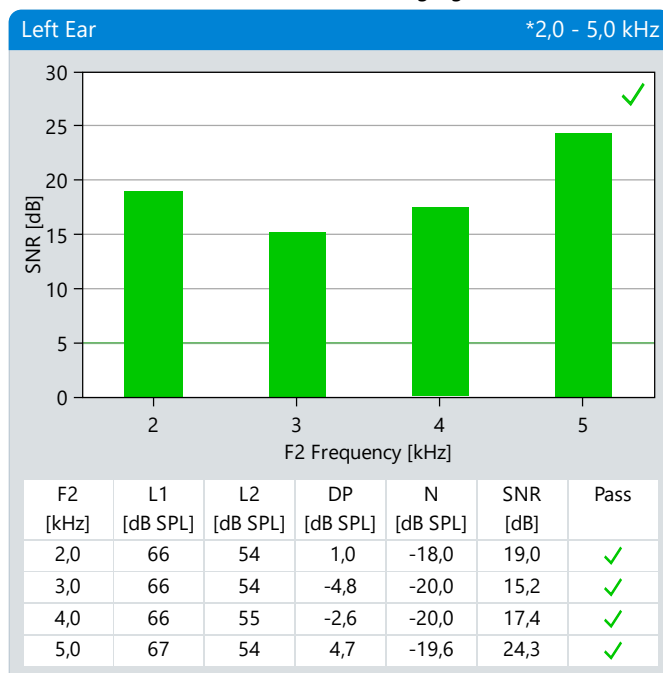 Left Ear *2,0 - 5,0 kHz
30
25
20
15
10
5
0
SNR [dB]
2 3 4 5
F2 Frequency [kHz]
F2 L1 L2 DP N SNR Pass
[kHz] [dB SPL] [dB SPL] [dB SPL] [dB SPL] [dB]
2,0 66 54 1,0 -18,0 19,0 ✓
3,0 66 54 -4,8 -20,0 15,2 ✓
4,0 66 55 -2,6 -20,0 17,4 ✓
5,0 67 54 4,7 -19,6 24,3 ✓